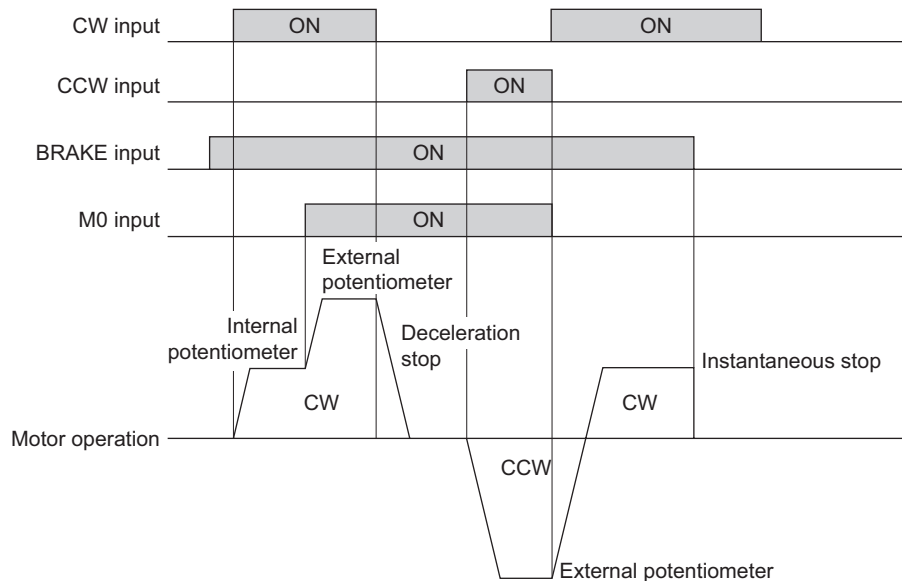 CW input
ON
ON
CCW input
ON
BRAKE input
ON
M0 input
ON
External
potentiometer
Internal
potentiometer
Deceleration
stop
Instantaneous stop
CW
CW
Motor operation
CCW
External potentiometer